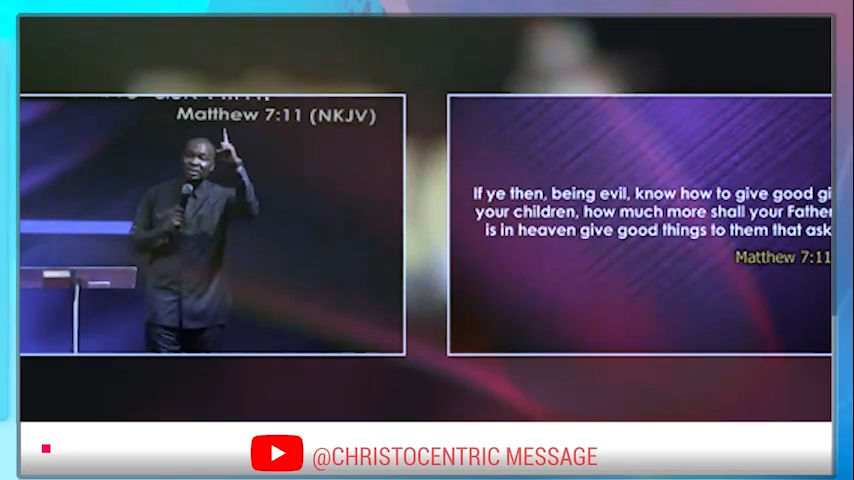 Matthew 7:11 (NKJV)
If ye then, being evil, know how to give good gi
your children, how much more shall your Father
is in heaven give good things to them that ask
Matthew 7:11
@CHRISTOCENTRIC MESSAGE